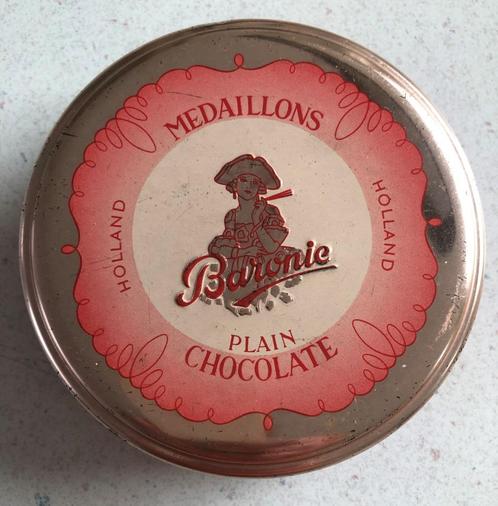 MEDAILLONS
HOLLAND
HOLLAND
Baronie
PLAIN
CHOCOLATE